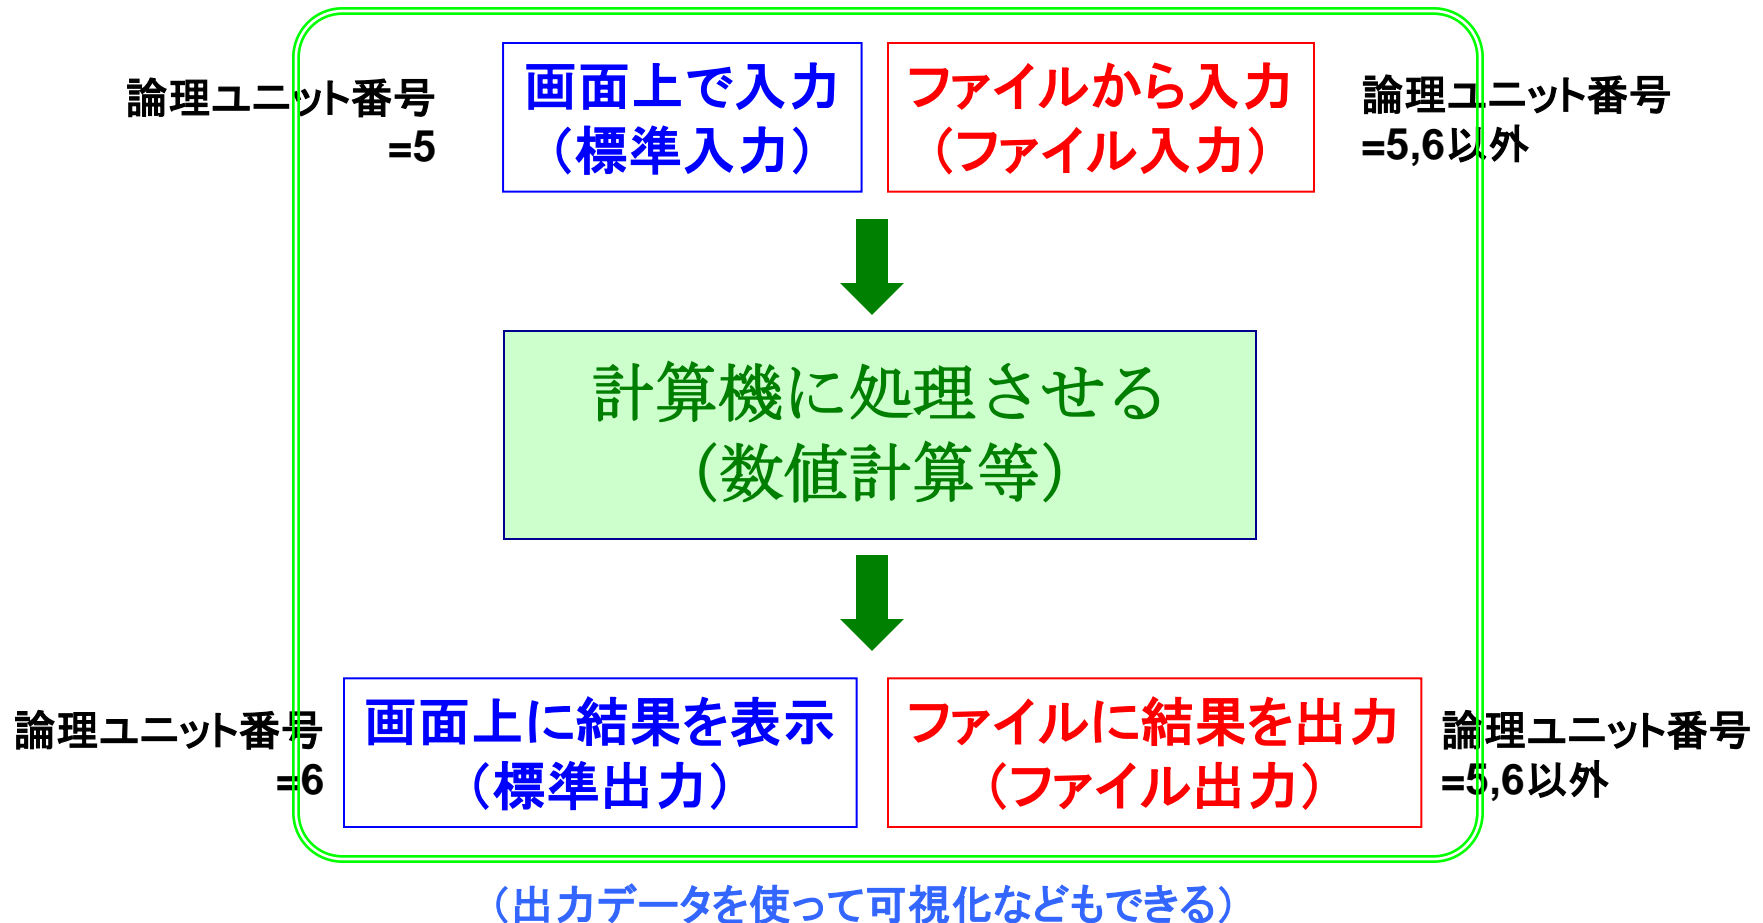 論理ユニット番号
=5
画面上で入力
（標準入力）
ファイルから入力
（ファイル入力）
論理ユニット番号
=5,6以外
計算機に処理させる
（数値計算等）
論理ユニット番号
=6
画面上に結果を表示
（標準出力）
ファイルに結果を出力
（ファイル出力）
論理ユニット番号
=5,6以外
（出力データを使って可視化などもできる）